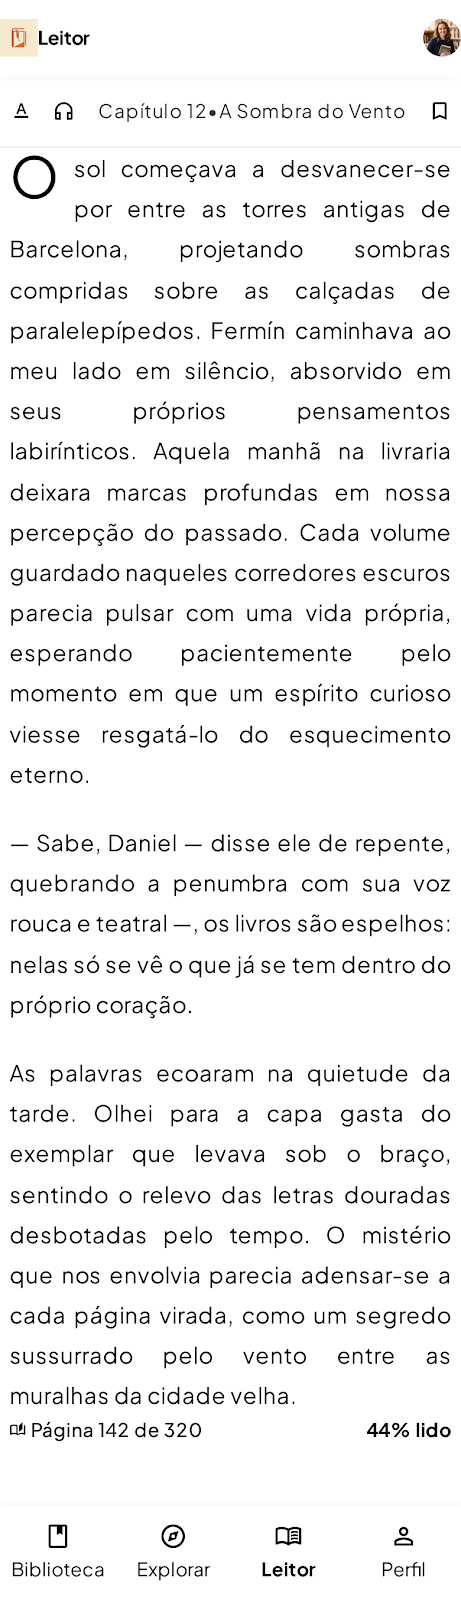 Leitor
Capítulo 12•A Sombra do Vento
O sol começava a desvanecer-se
por entre as torres antigas de
Barcelona, projetando sombras
compridas sobre as calçadas de
paralelepípedos. Fermín caminhava ao
meu lado em silêncio, absorvido em
seus próprios pensamentos
labirínticos. Aquela manhã na livraria
deixara marcas profundas em nossa
percepção do passado. Cada volume
guardado naqueles corredores escuros
parecia pulsar com uma vida própria,
esperando pacientemente pelo
momento em que um espírito curioso
viesse resgatá-lo do esquecimento
eterno.
— Sabe, Daniel — disse ele de repente,
quebrando a penumbra com sua voz
rouca e teatral —, os livros são espelhos:
nelas só se vê o que já se tem dentro do
próprio coração.
As palavras ecoaram na quietude da
tarde. Olhei para a capa gasta do
exemplar que levava sob o braço,
sentindo o relevo das letras douradas
desbotadas pelo tempo. O mistério
que nos envolvia parecia adensar-se a
cada página virada, como um segredo
sussurrado pelo vento entre as
muralhas da cidade velha.
Página 142 de 320 44% lido
Biblioteca Explorar Leitor Perfil